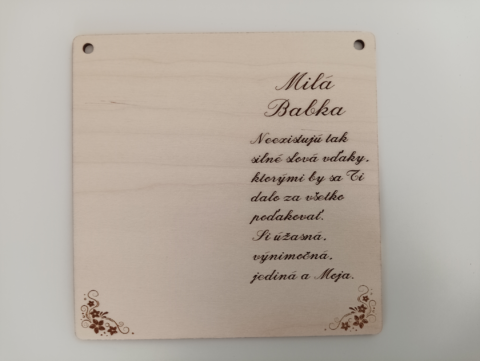 Milá
Babka
Neexistujú tak
silné slová vďaky,
ktorými by sa Ti
dalo za všetko
poďakovať.
Si úžasná,
výnimočná,
jediná a Moja.